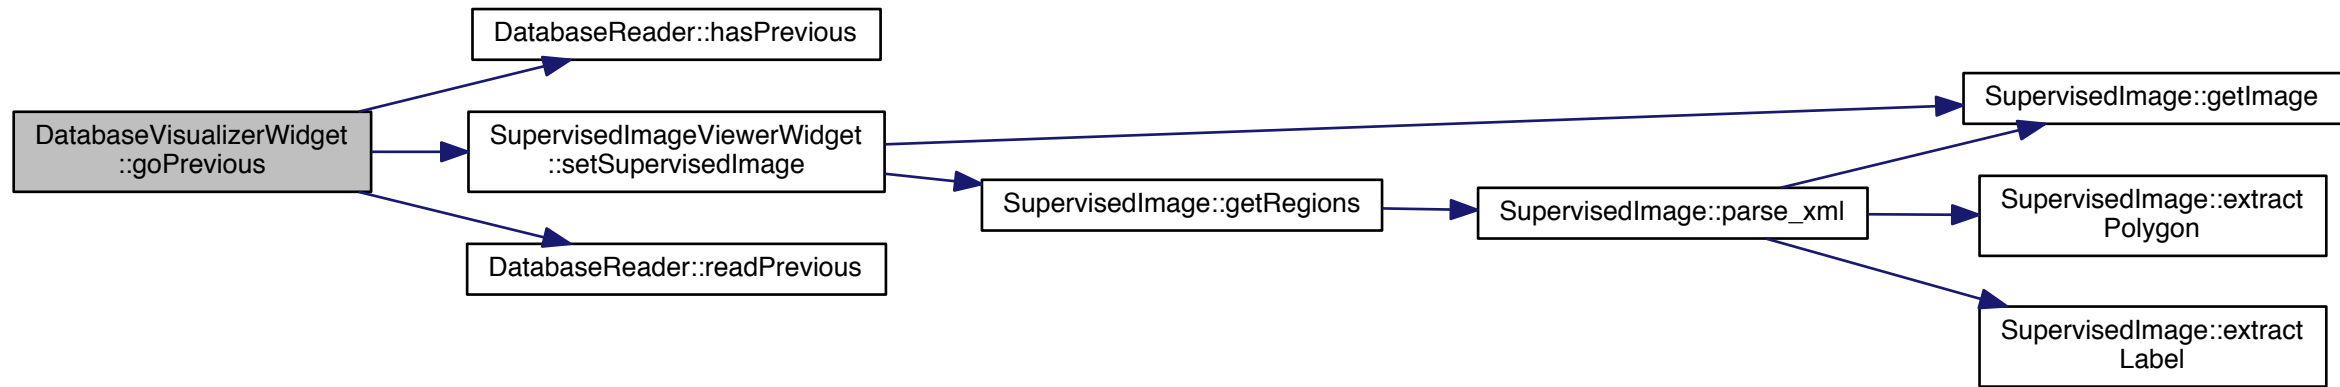 DatabaseVisualizerWidget
::goPrevious
DatabaseReader::hasPrevious
SupervisedImageViewerWidget
::setSupervisedImage
DatabaseReader::readPrevious
SupervisedImage::getRegions
SupervisedImage::parse_xml
SupervisedImage::getImage
SupervisedImage::extract
Polygon
SupervisedImage::extract
Label